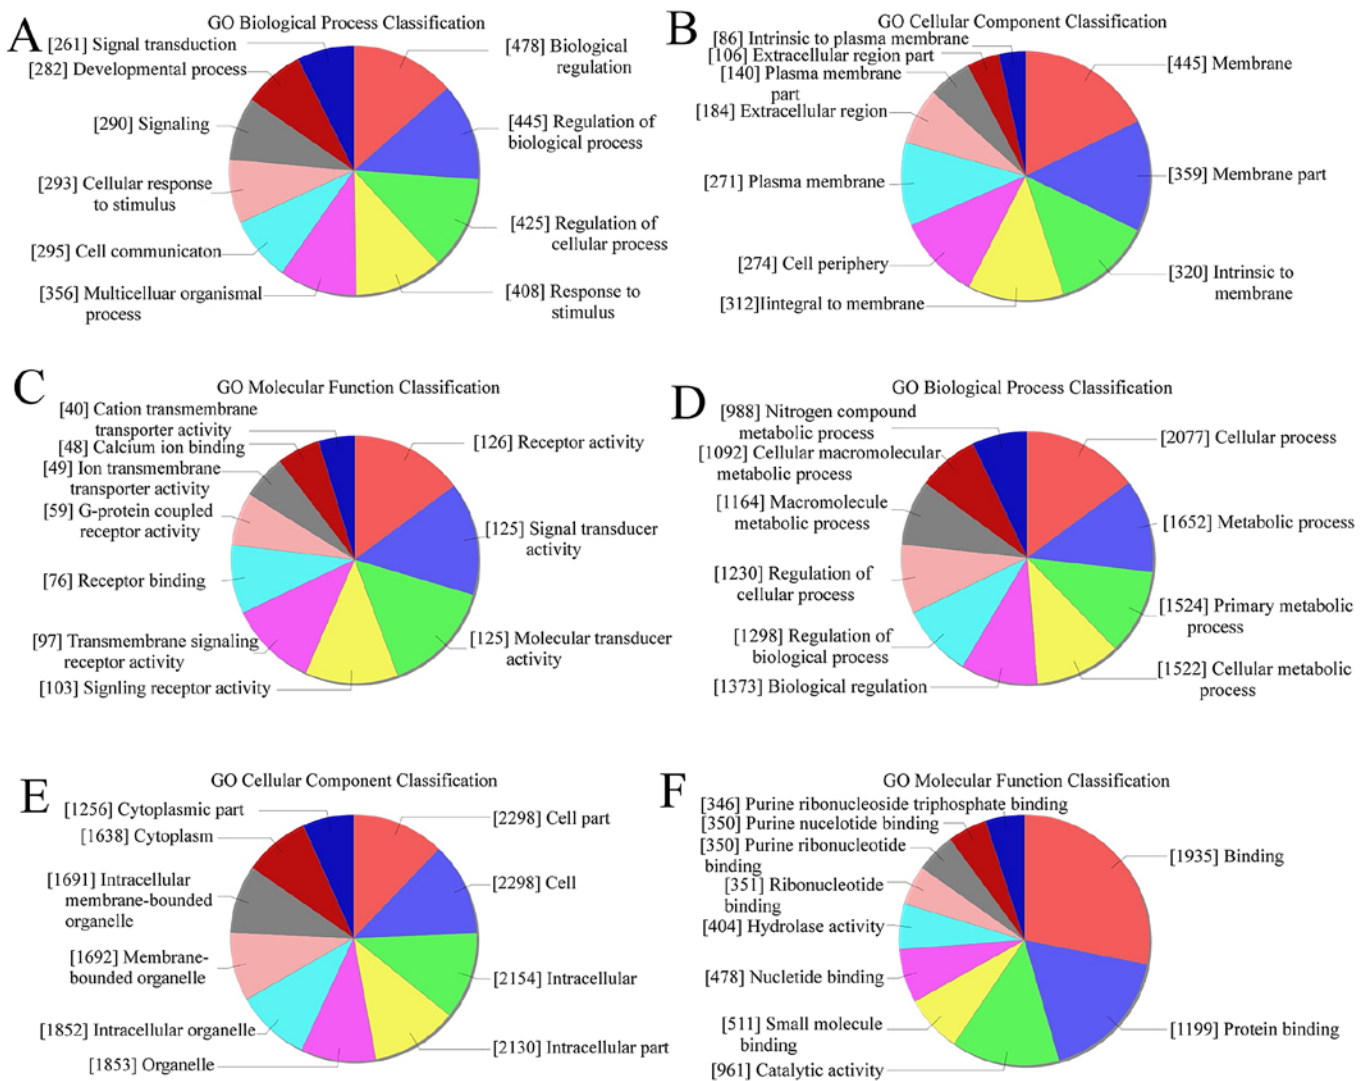 A
GO Biological Process Classification
[261] Signal transduction
[282] Developmental process
[290] Signaling
[293] Cellular response
to stimulus
[295] Cell communicaton
[356] Multicelluar organismal
process
[478] Biological
regulation
[445] Regulation of
biological process
[425] Regulation of
cellular process
[408] Response to
stimulus
B
GO Cellular Component Classification
[86] Intrinsic to plasma membrane
[106] Extracellular region part
[140] Plasma membrane
part
[184] Extracellular region
[271] Plasma membrane
[274] Cell periphery
[312]Iintegral to membrane
[445] Membrane
[359] Membrane part
[320] Intrinsic to
membrane
C
GO Molecular Function Classification
[40] Cation transmembrane
transporter activity
[48] Calcium ion binding
[49] Ion transmembrane
transporter activity
[59] G-protein coupled
receptor activity
[76] Receptor binding
[97] Transmembrane signaling
receptor activity
[103] Signling receptor activity
[126] Receptor activity
[125] Signal transducer
activity
[125] Molecular transducer
activity
D
GO Biological Process Classification
[988] Nitrogen compound
metabolic process
[1092] Cellular macromolecular
metabolic process
[1164] Macromolecule
metabolic process
[1230] Regulation of
cellular process
[1298] Regulation of
biological process
[1373] Biological regulation
[2077] Cellular process
[1652] Metabolic process
[1524] Primary metabolic
process
[1522] Cellular metabolic
process
E
GO Cellular Component Classification
[1256] Cytoplasmic part
[1638] Cytoplasm
[1691] Intracellular
membrane-bounded
organelle
[1692] Membrane-
bounded organelle
[1852] Intracellular organelle
[1853] Organelle
[2298] Cell part
[2298] Cell
[2154] Intracellular
[2130] Intracellular part
F
GO Molecular Function Classification
[346] Purine ribonucleoside triphosphate binding
[350] Purine nucelotide binding
[350] Purine ribonucleotide
binding
[351] Ribonucleotide
binding
[404] Hydrolase activity
[478] Nucletide binding
[511] Small molecule
binding
[961] Catalytic activity
[1935] Binding
[1199] Protein binding